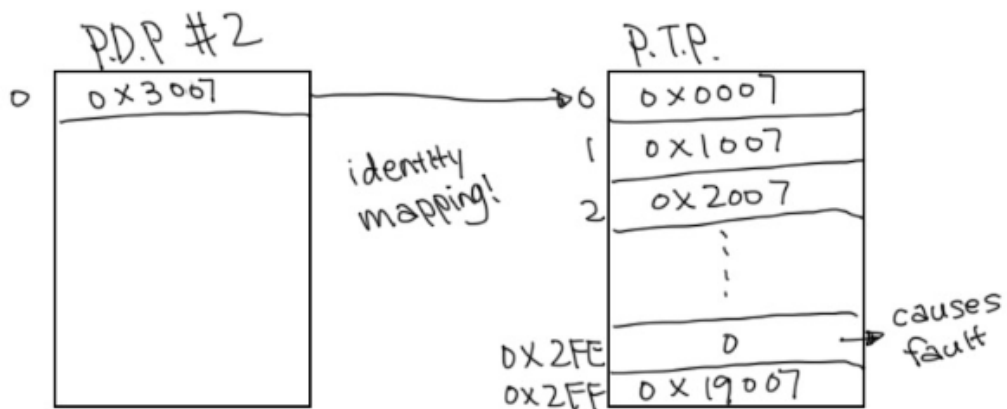 P.D.P #2
0 0x3007
identity
mapping!
P.T.P.
0 0x0007
1 0x1007
2 0x2007
0x2FE 0
causes
fault
0x2FF 0x19007